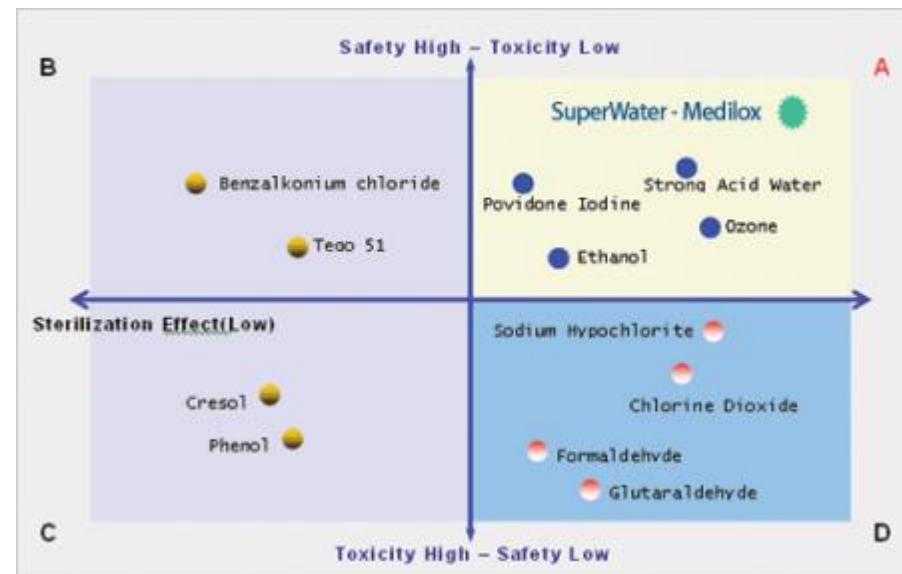 Safety High – Toxicity Low
B
A
SuperWater - Medilox
Benzalkonium chloride
Strong Acid Water
Povidone Iodine
Ozone
Tego 51
Ethanol
Sterilization Effect(Low)
Sodium Hypochlorite
Chlorine Dioxide
Cresol
Phenol
Formaldehyde
Glutaraldehyde
C
D
Toxicity High – Safety Low